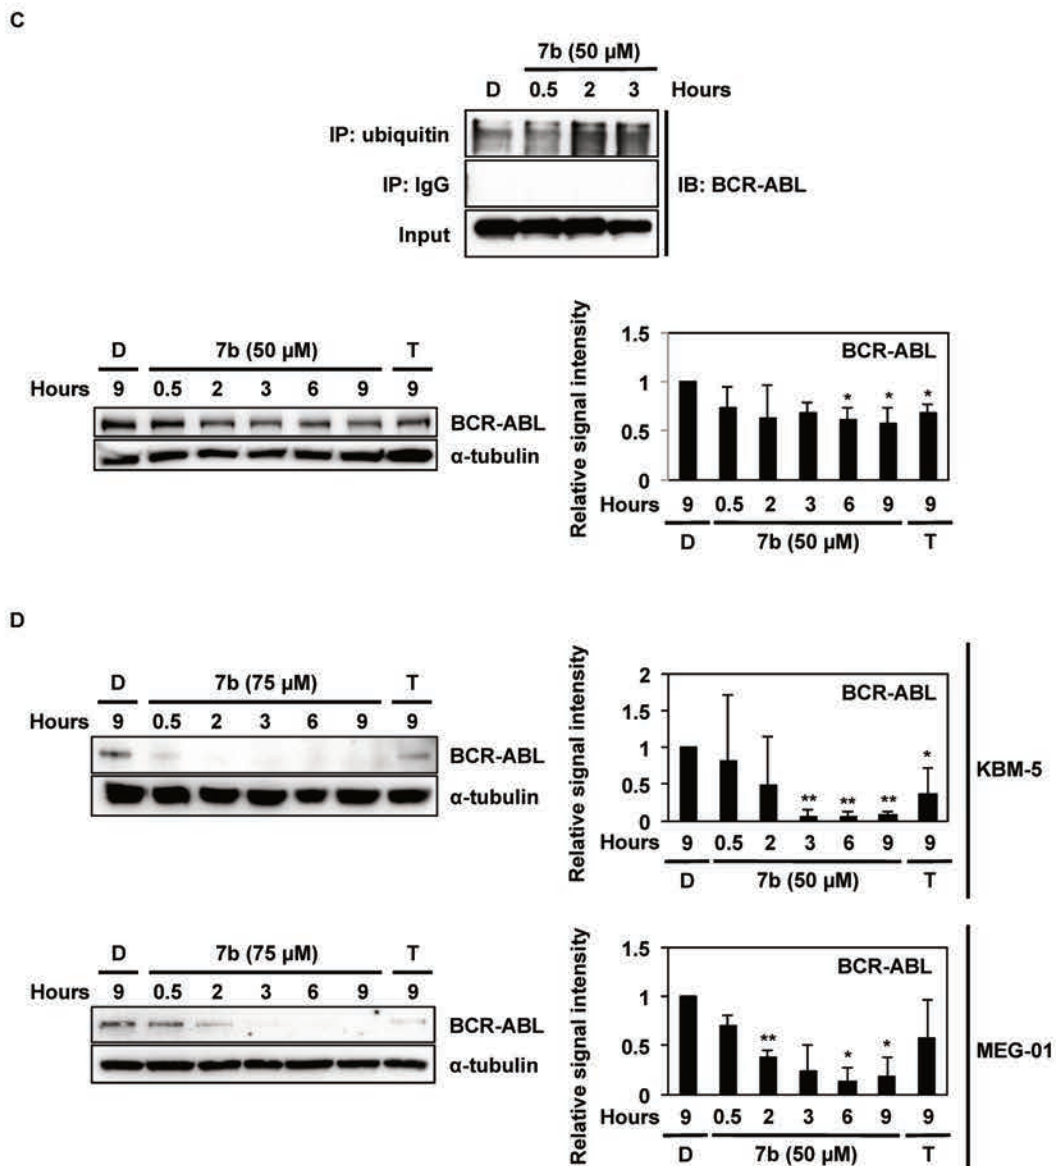 C
7b (50 µM)
D 0.5 2 3 Hours
IP: ubiquitin
IP: IgG
IB: BCR-ABL
Input
D 7b (50 µM) T
Hours 9 0.5 2 3 6 9 9
BCR-ABL
α-tubulin
Relative signal intensity
1.5
1
0.5
0
BCR-ABL
* * *
Hours 9 0.5 2 3 6 9 9
D 7b (50 µM) T
D
D 7b (75 µM) T
Hours 9 0.5 2 3 6 9 9
BCR-ABL
α-tubulin
Relative signal intensity
2
1.5
1
0.5
0
BCR-ABL
** ** ** *
Hours 9 0.5 2 3 6 9 9
D 7b (50 µM) T
KBM-5
D 7b (75 µM) T
Hours 9 0.5 2 3 6 9 9
BCR-ABL
α-tubulin
Relative signal intensity
1.5
1
0.5
0
BCR-ABL
** * *
Hours 9 0.5 2 3 6 9 9
D 7b (50 µM) T
MEG-01